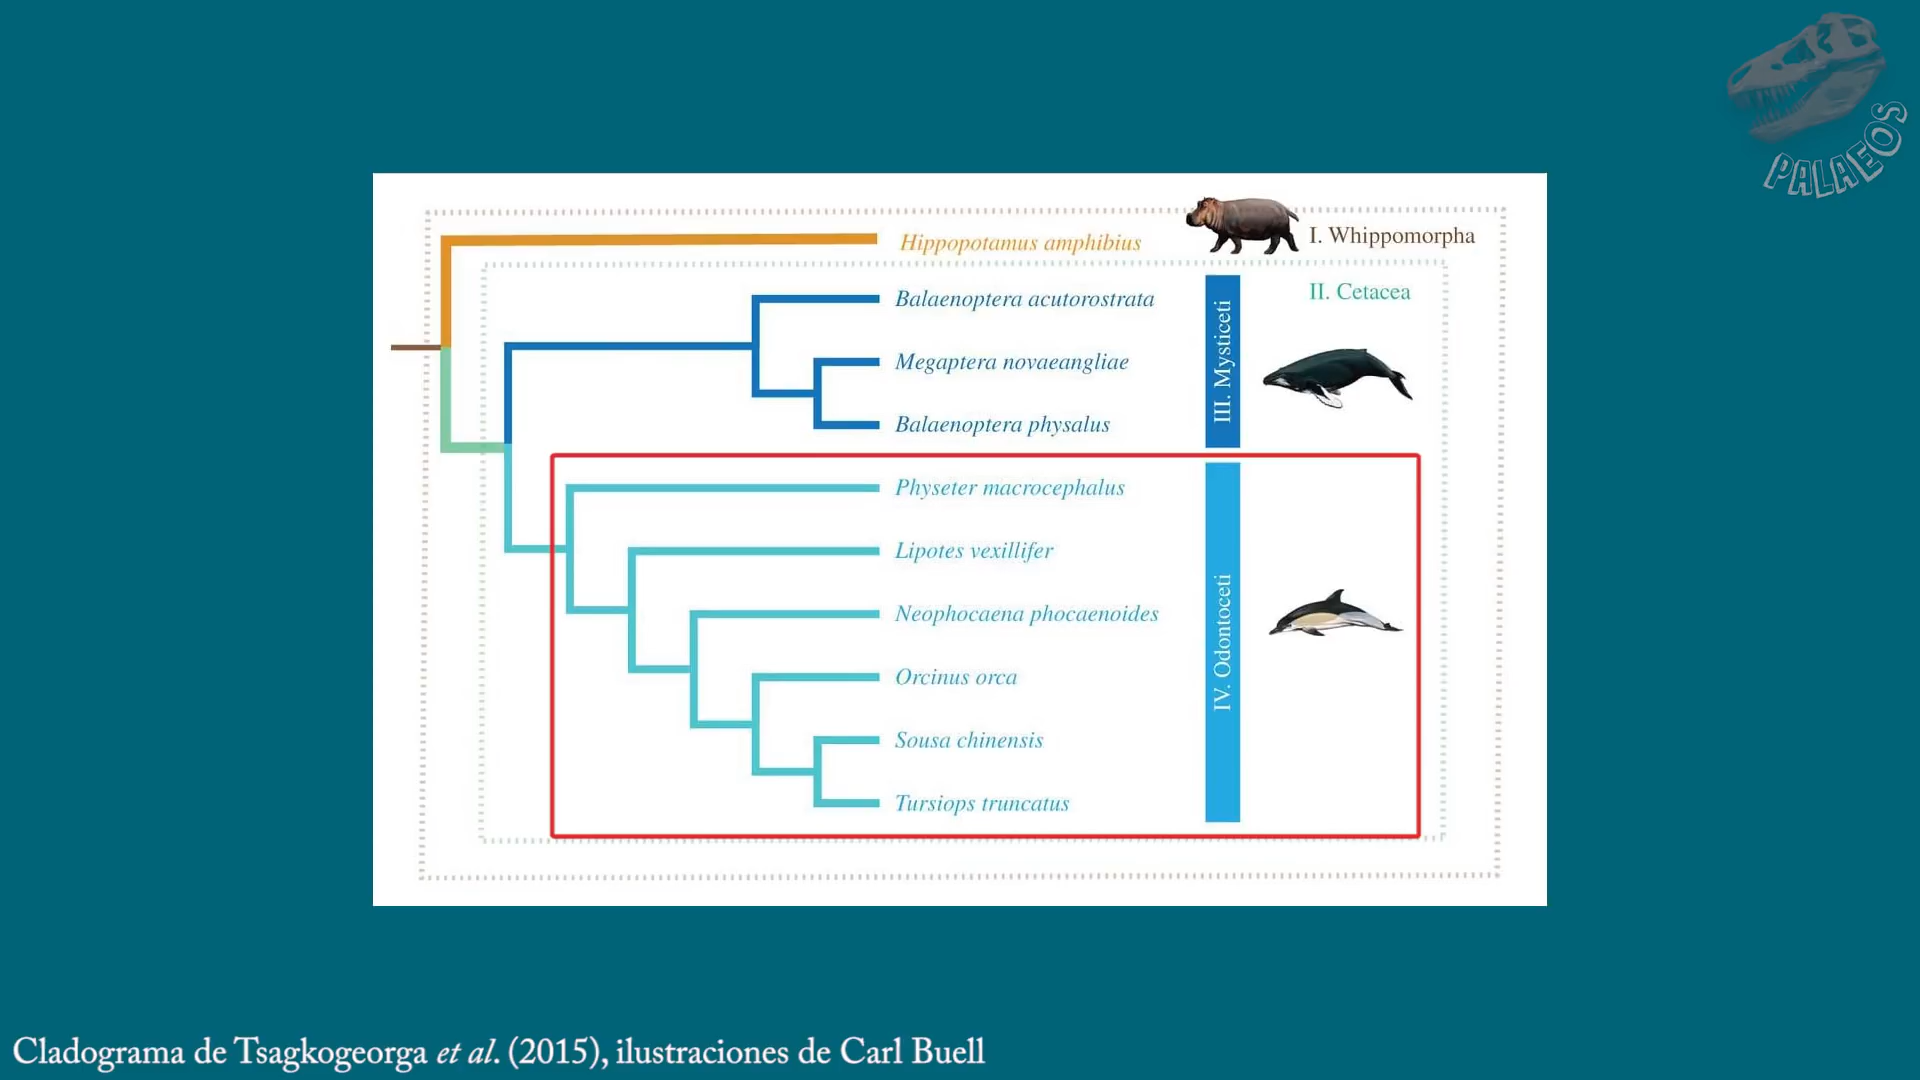 PALAEOS
Hippopotamus amphibius
I. Whippomorpha
II. Cetacea
Balaenoptera acutorostrata
Megaptera novaeangliae
Balaenoptera physalus
III. Mysticeti
Physeter macrocephalus
Lipotes vexillifer
Neophocaena phocaenoides
Orcinus orca
Sousa chinensis
Tursiops truncatus
IV. Odontoceti
Cladograma de Tsagkogeorga et al. (2015), ilustraciones de Carl Buell